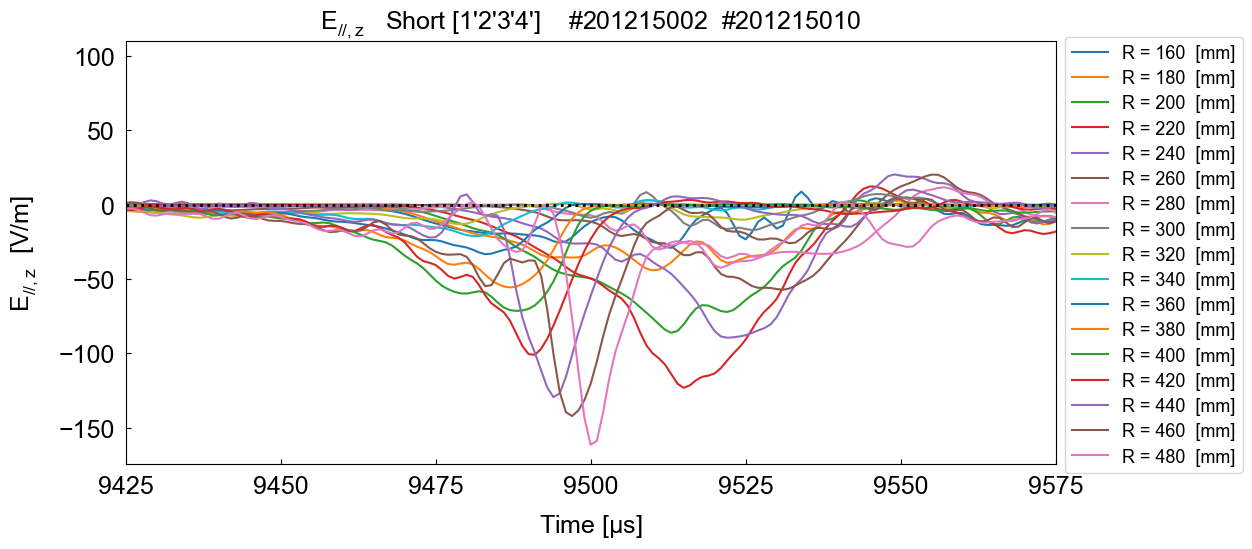 E//, z Short [1'2'3'4'] #201215002 #201215010
E//, z [V/m]
100
50
0
−50
−100
−150
9425 9450 9475 9500 9525 9550 9575
Time [μs]
R = 160 [mm]
R = 180 [mm]
R = 200 [mm]
R = 220 [mm]
R = 240 [mm]
R = 260 [mm]
R = 280 [mm]
R = 300 [mm]
R = 320 [mm]
R = 340 [mm]
R = 360 [mm]
R = 380 [mm]
R = 400 [mm]
R = 420 [mm]
R = 440 [mm]
R = 460 [mm]
R = 480 [mm]